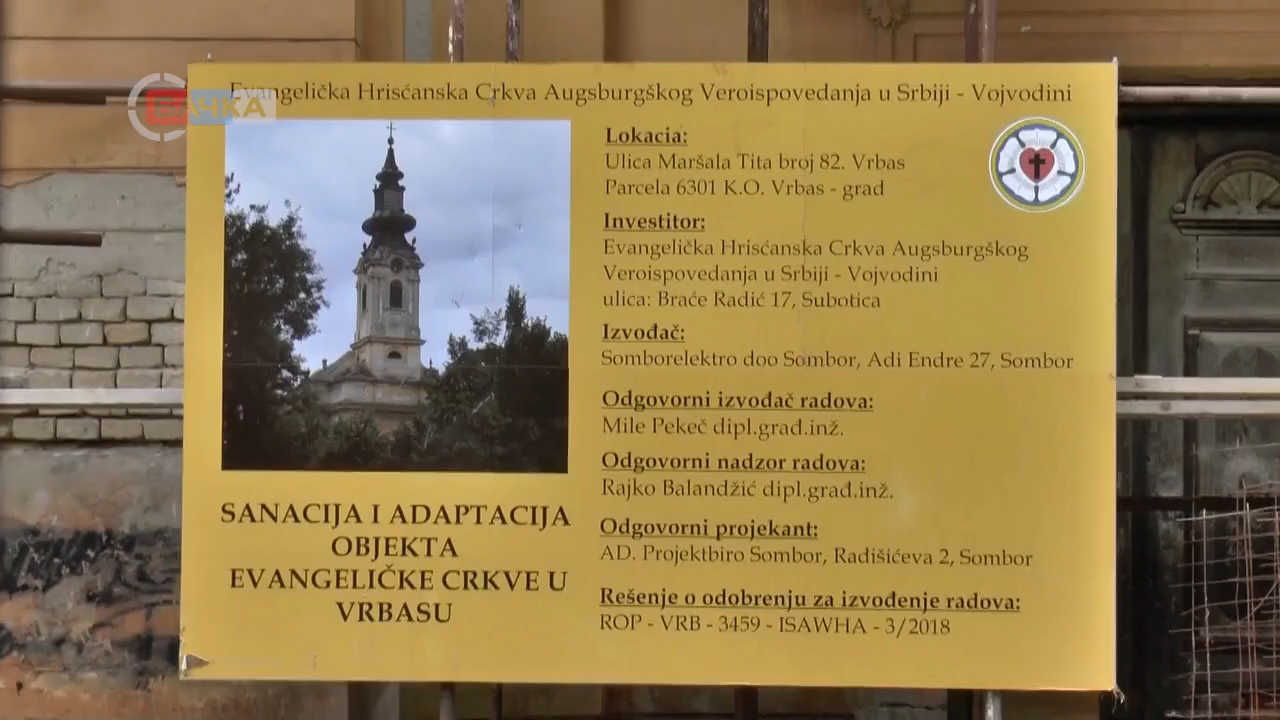 БАЧКА
Evangelička Hrisćanska Crkva Augsburgškog Veroispovedanja u Srbiji - Vojvodini
SANACIJA I ADAPTACIJA
OBJEKTA
EVANGELIČKE CRKVE U
VRBASU
Lokacia:
Ulica Maršala Tita broj 82. Vrbas
Parcela 6301 K.O. Vrbas - grad
Investitor:
Evangelička Hrisćanska Crkva Augsburgškog
Veroispovedanja u Srbiji - Vojvodini
ulica: Braće Radić 17, Subotica
Izvođač:
Somborelektro doo Sombor, Adi Endre 27, Sombor
Odgovorni izvođač radova:
Mile Pekeč dipl.građ.inž.
Odgovorni nadzor radova:
Rajko Balandžić dipl.građ.inž.
Odgovorni projekant:
AD. Projektbiro Sombor, Radišićeva 2, Sombor
Rešenje o odobrenju za izvođenje radova:
ROP - VRB - 3459 - ISAWHA - 3/2018